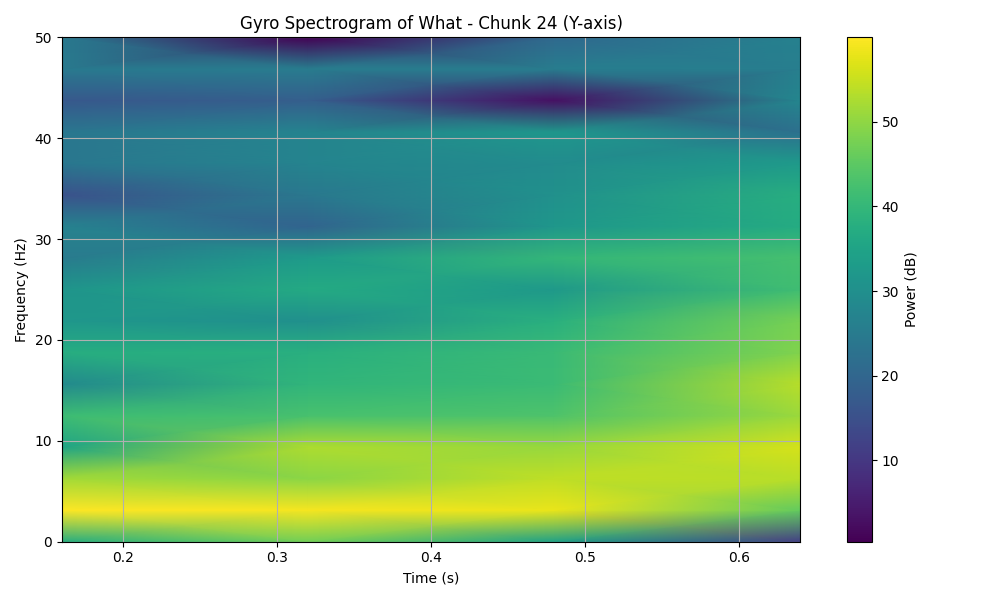 Gyro Spectrogram of What - Chunk 24 (Y-axis)
50
40
30
20
10
0
Frequency (Hz)
0.2 0.3 0.4 0.5 0.6
Time (s)
50
40
30
20
10
Power (dB)